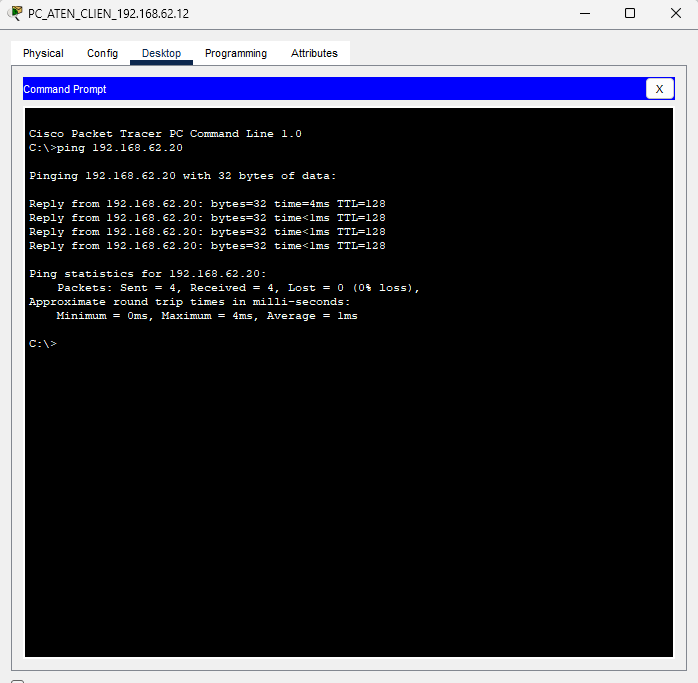 PC_ATEN_CLIEN_192.168.62.12
Physical Config Desktop Programming Attributes
Command Prompt X
Cisco Packet Tracer PC Command Line 1.0
C:\>ping 192.168.62.20
Pinging 192.168.62.20 with 32 bytes of data:
Reply from 192.168.62.20: bytes=32 time=4ms TTL=128
Reply from 192.168.62.20: bytes=32 time<1ms TTL=128
Reply from 192.168.62.20: bytes=32 time<1ms TTL=128
Reply from 192.168.62.20: bytes=32 time<1ms TTL=128
Ping statistics for 192.168.62.20:
Packets: Sent = 4, Received = 4, Lost = 0 (0% loss),
Approximate round trip times in milli-seconds:
Minimum = 0ms, Maximum = 4ms, Average = 1ms
C:\>